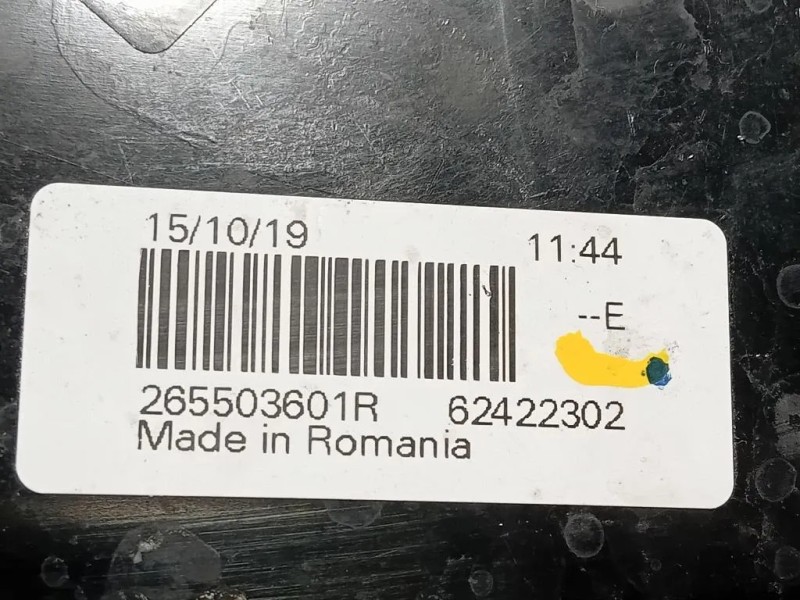 15/10/19 11:44
--E
265503601R 62422302
Made in Romania